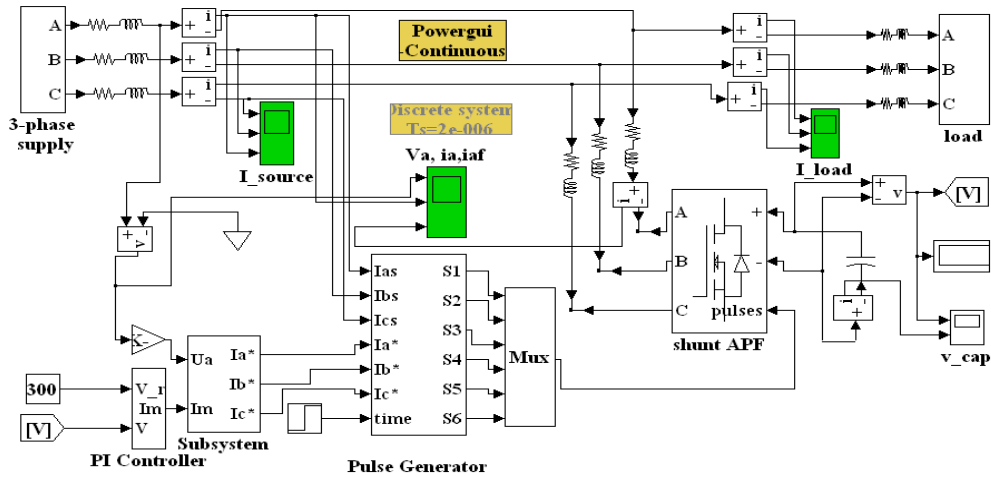 Powergui
-Continuous
A
B
C
3-phase
supply
+
-
i
+
-
i
+
-
i
I_source
Discrete system
Ts=2e-006
Va, ia,iaf
+
-
i
+
-
i
+
-
i
I_load
A
B
C
load
+
-
v
+
-
i
A
B
C
+
-
pulses
shunt APF
+
-
v
[V]
+
-
i
v_cap
K-
300
[V]
V_r
Im
V
PI Controller
Ua
Im
Ia*
Ib*
Ic*
Subsystem
Ias
Ibs
Ics
Ia*
Ib*
Ic*
time
S1
S2
S3
S4
S5
S6
Pulse Generator
Mux